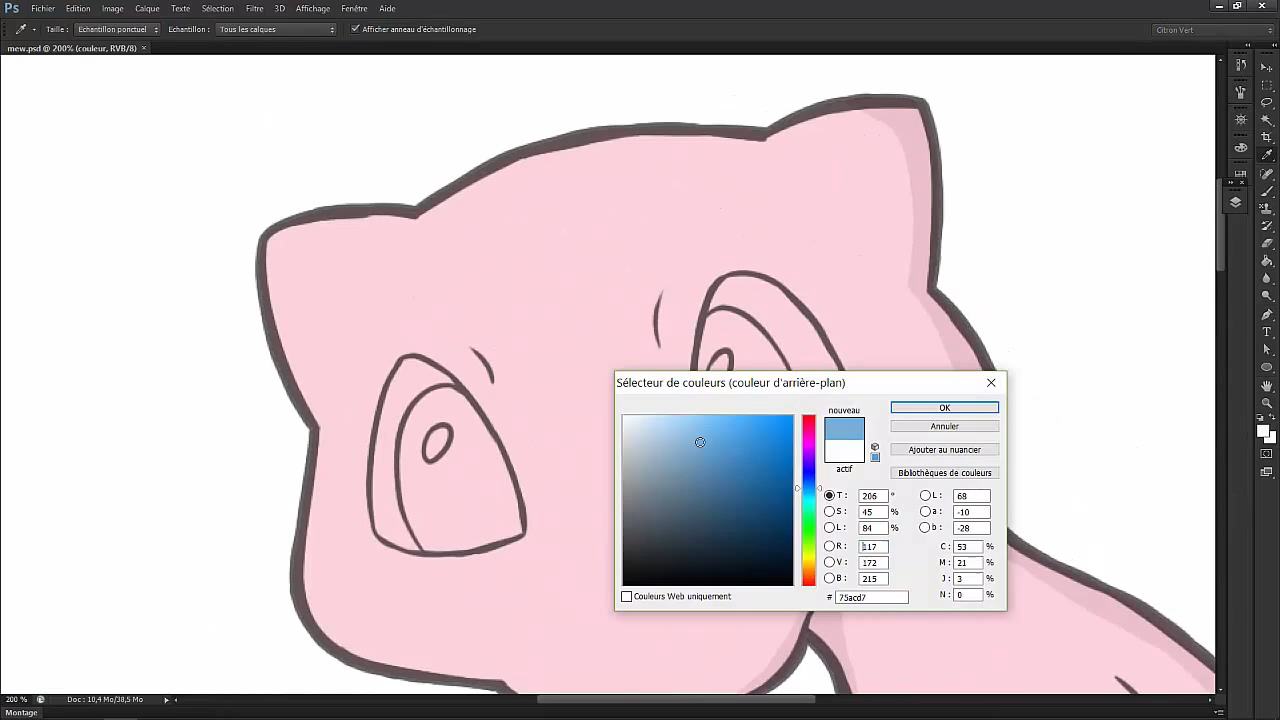 Ps Fichier Edition Image Calque Texte Sélection Filtre 3D Affichage Fenêtre Aide
Taille : Echantillon ponctuel Echantillon : Tous les calques Afficher anneau d'échantillonnage Citron Vert
mew.psd @ 200% (couleur, RVB/8) ×
Sélecteur de couleurs (couleur d'arrière-plan)
nouveau
actif
OK
Annuler
Ajouter au nuancier
Bibliothèques de couleurs
T : 206 ° L : 68
S : 45 % a : -10
L : 84 % b : -28
R : 117 C : 53 %
V : 172 M : 21 %
B : 215 J : 3 %
# 75acd7 N : 0 %
Couleurs Web uniquement
200 % Doc : 10,4 Mo/38,5 Mo
Montage